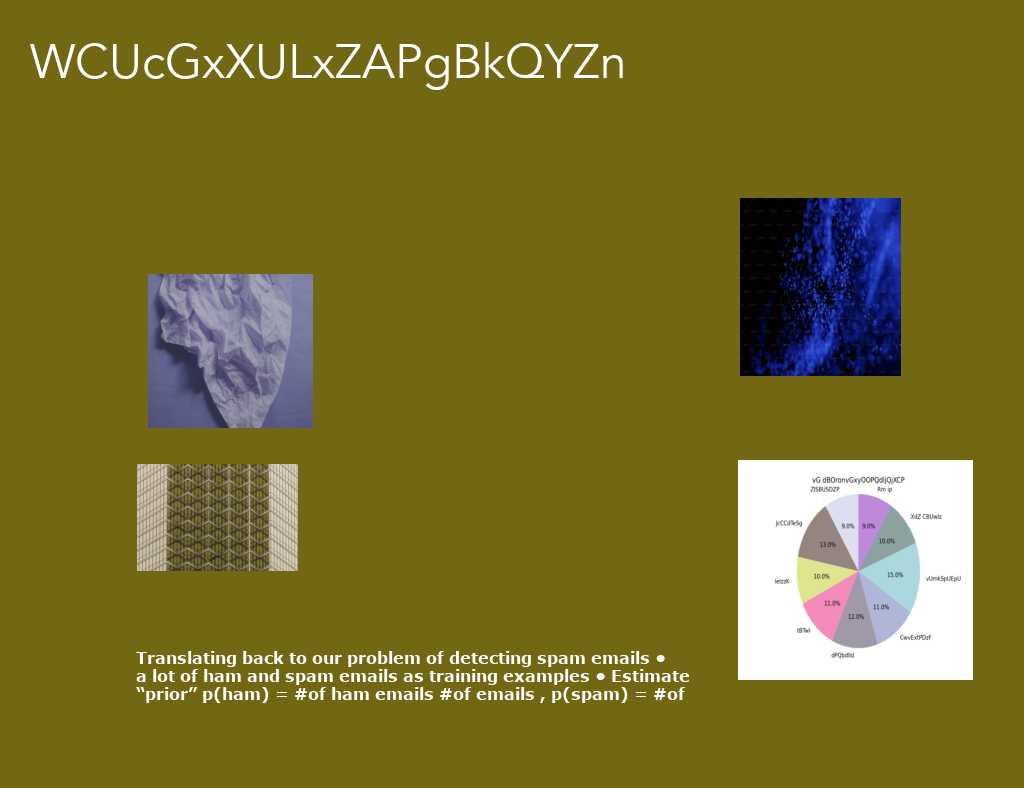 WCUcGxXULxZAPgBkQYZn
vG dBOronvGxyOOPQdljQjXCP
ZISBUSDZP
Rm ip
JcCCdTeSg
XdZ CBUwIz
9.0%
9.0%
13.0%
10.0%
IeIzzK
10.0%
15.0%
vUmkSpUEpU
11.0%
11.0%
tBTwI
12.0%
CwvExtPDzF
dPQbdIId
Translating back to our problem of detecting spam emails •
a lot of ham and spam emails as training examples • Estimate
“prior” p(ham) = #of ham emails #of emails , p(spam) = #of